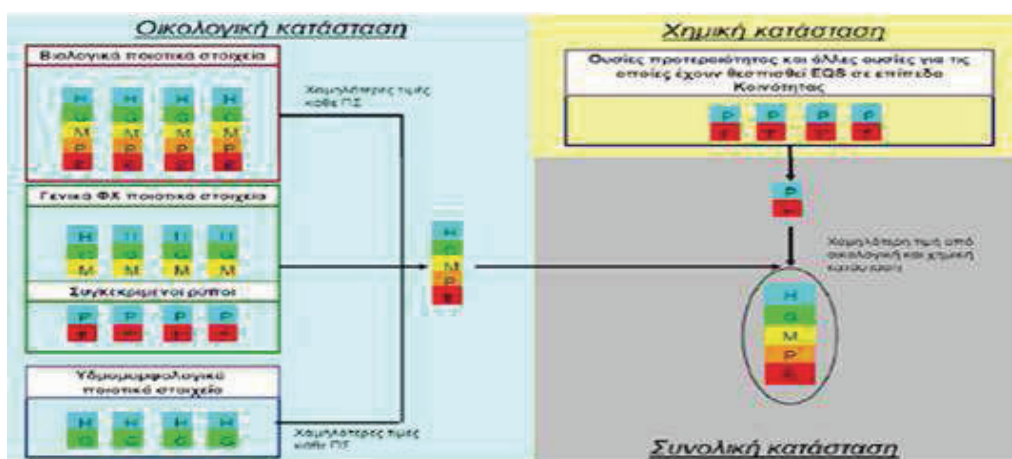 Οικολογική κατάσταση
Βιολογικά ποιοτικά στοιχεία
H H H H
G G G G
M M M M
P P P P
Χαμηλότερες τιμές
κάθε ΠΣ
Γενικά ΦΧ ποιοτικά στοιχεία
H
M M M M
Συγκεκριμένοι ρύποι
P P P P
Υδρομορφολογικά
ποιοτικά στοιχεία
H H H H
G G G G
Χαμηλότερες τιμές
κάθε ΠΣ
H
G
M
P
Χημική κατάσταση
Ουσίες προτεραιότητας και άλλες ουσίες για τις
οποίες έχουν θεσπισθεί EQS σε επίπεδο
Κοινότητας
P P P P
P
Χαμηλότερη τιμή από
οικολογική και χημική
κατάσταση
H
G
M
P
Συνολική κατάσταση